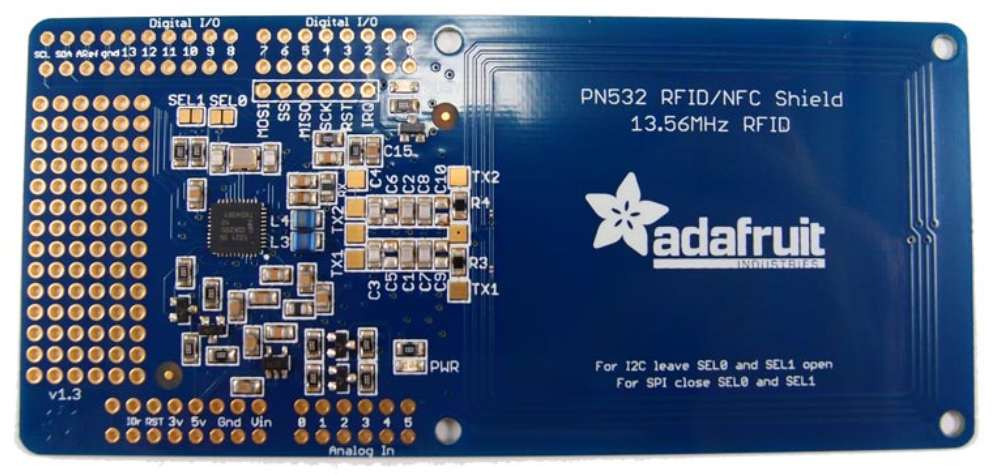 Digital I/O
Digital I/O
SCL SDA ARef gnd 13 12 11 10 9 8
7 6 5 4 3 2 1 0
SEL1 SEL0
MOSI
SS
MISO
SCK
RST
IRQ
C15
RX
C4
C6
C2
C8
C10
TX2
TX2
R4
L4
L3
TX1
R3
C3
C5
C1
C7
C9
TX1
PWR
v1.3
IOr RST 3v 5v Gnd Vin
0 1 2 3 4 5
Analog In
PN532 RFID/NFC Shield
13.56MHz RFID
adafruit
INDUSTRIES
For I2C leave SEL0 and SEL1 open
For SPI close SEL0 and SEL1